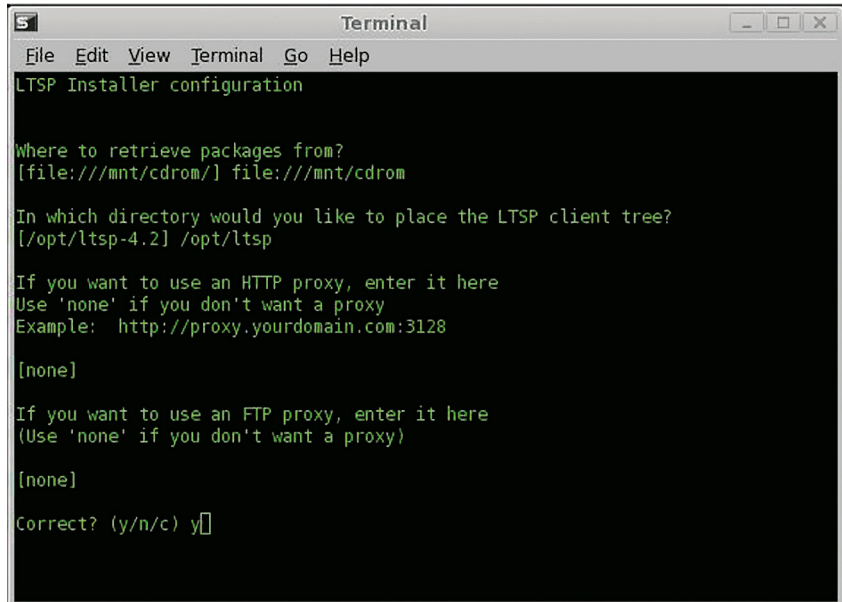 Terminal
File Edit View Terminal Go Help
LTSP Installer configuration
Where to retrieve packages from?
[file:///mnt/cdrom/] file:///mnt/cdrom
In which directory would you like to place the LTSP client tree?
[/opt/ltsp-4.2] /opt/ltsp
If you want to use an HTTP proxy, enter it here
Use 'none' if you don't want a proxy
Example:  http://proxy.yourdomain.com:3128
[none]
If you want to use an FTP proxy, enter it here
(Use 'none' if you don't want a proxy)
[none]
Correct? (y/n/c) y